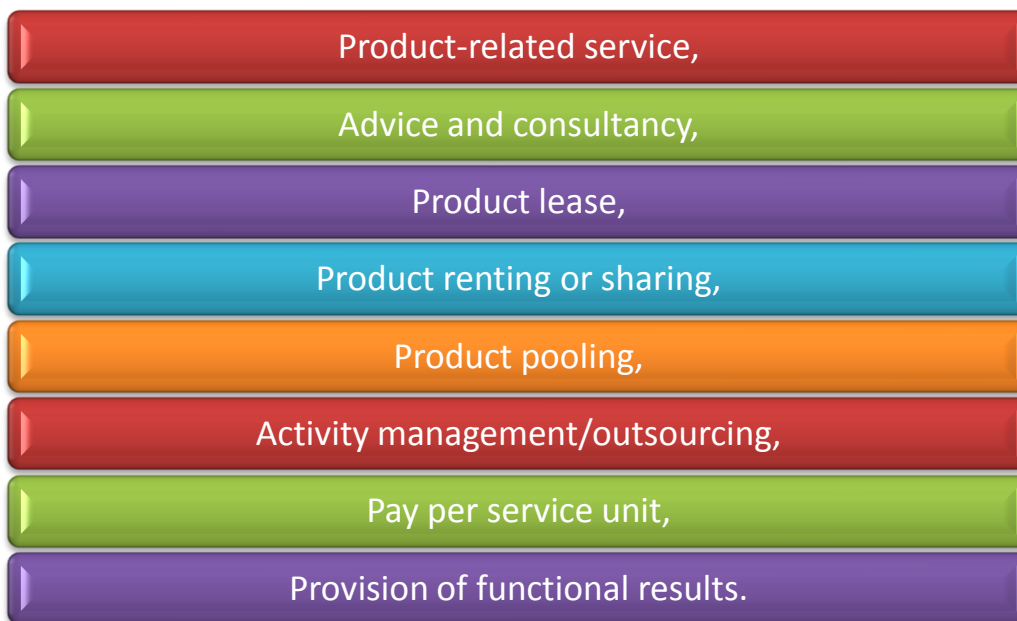 Product-related service,
Advice and consultancy,
Product lease,
Product renting or sharing,
Product pooling,
Activity management/outsourcing,
Pay per service unit,
Provision of functional results.